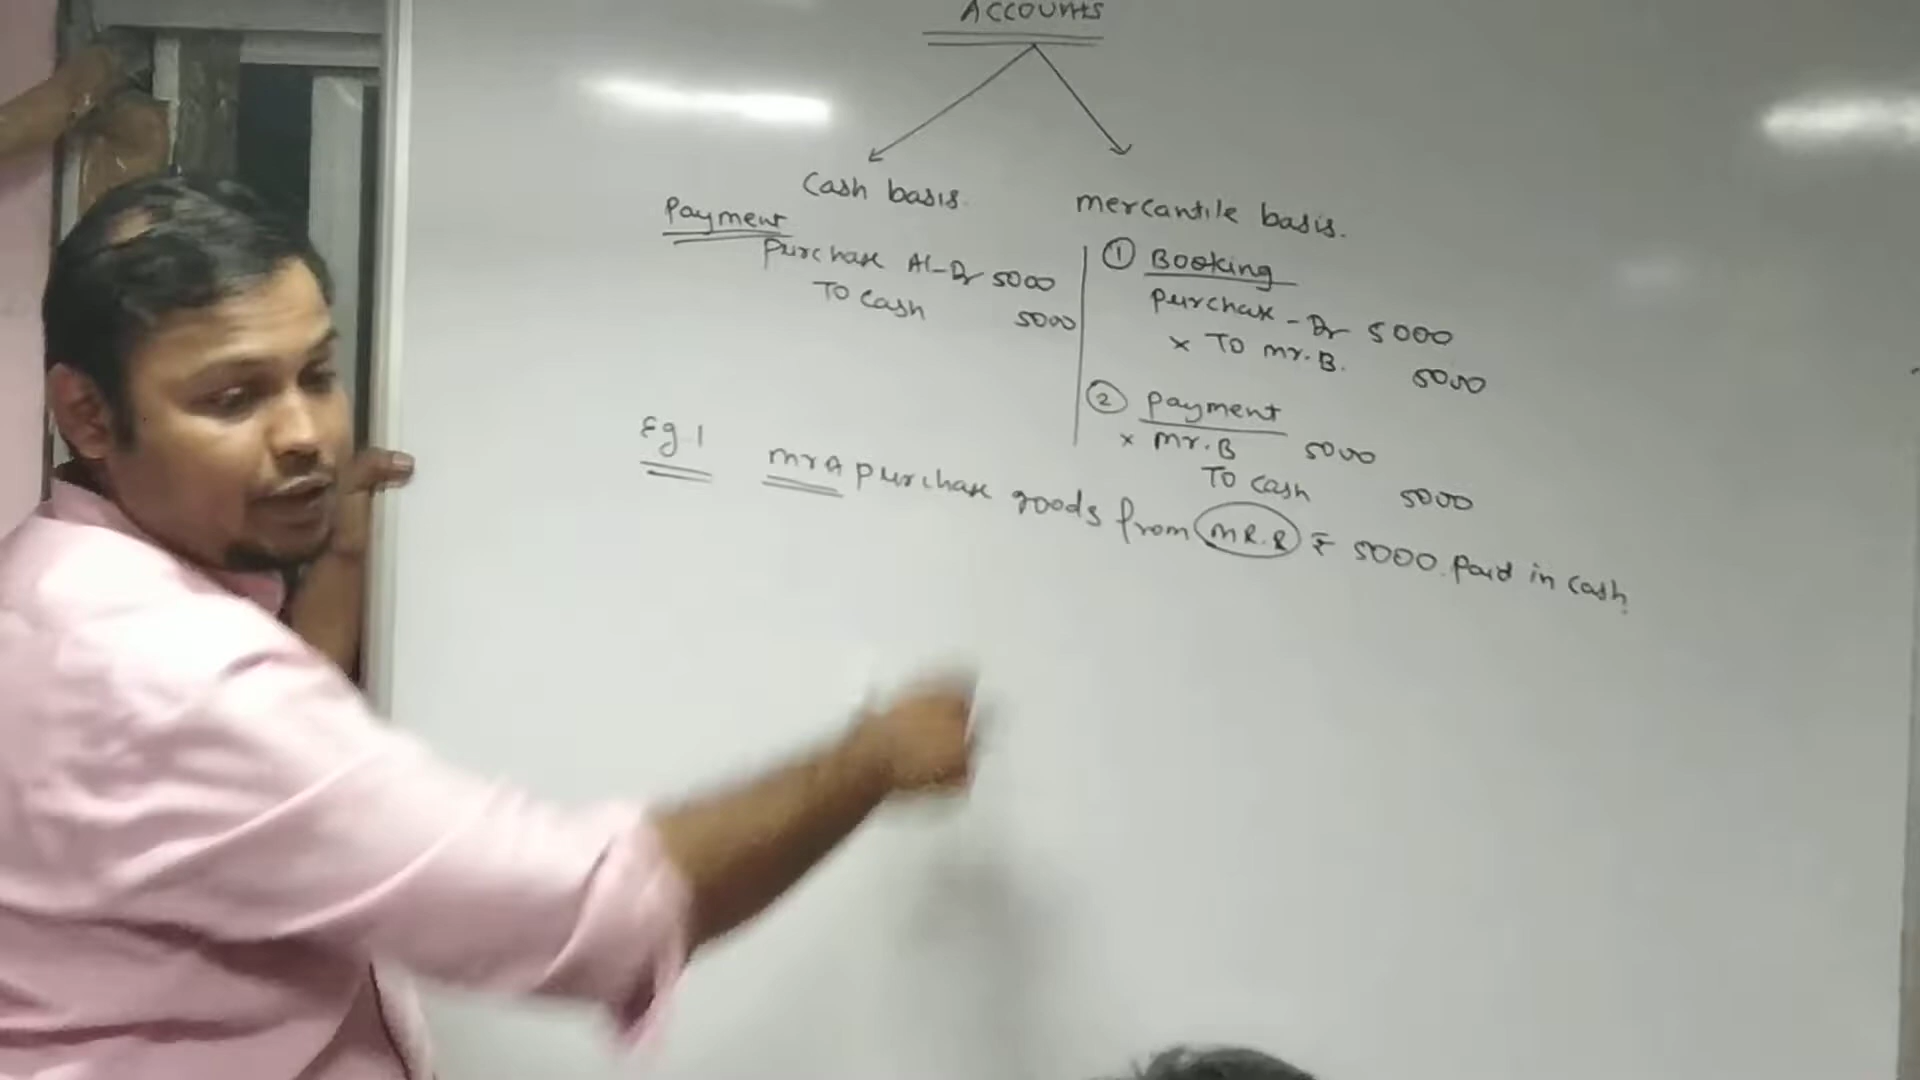 ACCOUNTS
Cash basis.
Payment
Purchase A/-Dr 5000
To Cash 5000
mercantile basis.
① Booking
Purchase - Dr 5000
× To mr. B. 5000
② Payment
× mr. B 5000
To Cash 5000
Eg. 1 mr A purchase goods from MR. B ₹ 5000. Paid in Cash.